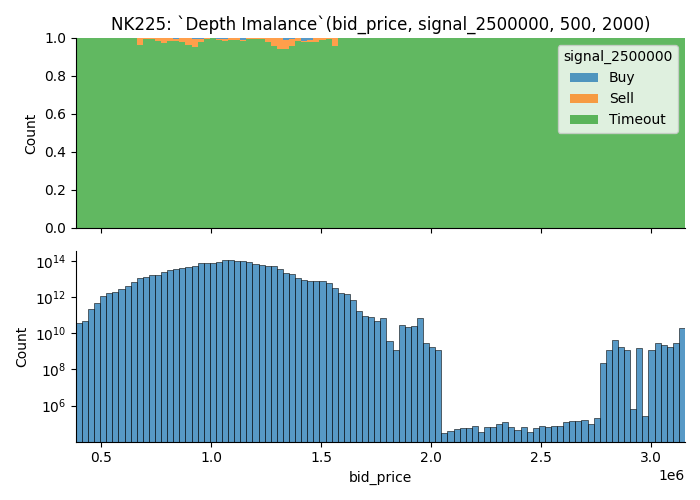 NK225: `Depth Imalance`(bid_price, signal_2500000, 500, 2000)
1.0
0.8
0.6
0.4
0.2
0.0
Count
signal_2500000
Buy
Sell
Timeout
10^14
10^12
10^10
10^8
10^6
Count
0.5 1.0 1.5 2.0 2.5 3.0
1e6
bid_price